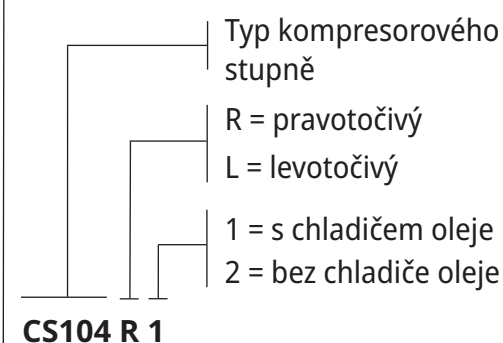 Typ kompresorového
stupně
R = pravotočivý
L = levotočivý
1 = s chladičem oleje
2 = bez chladiče oleje
CS104 R 1